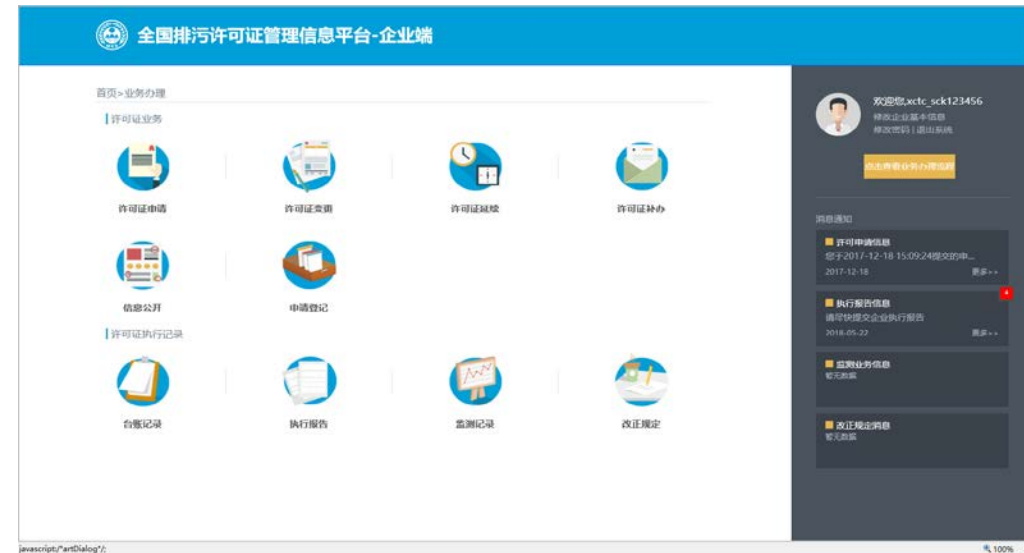 全国排污许可证管理信息平台-企业端
首页>业务办理
许可证业务
许可证申请
许可证变更
许可证延续
许可证补办
信息公开
申请登记
许可证执行记录
台账记录
执行报告
监测记录
改正规定
欢迎您,xctc_sck123456
修改企业基本信息
修改密码 | 退出系统
点击查看业务办理流程
消息通知
许可申请信息
您于2017-12-18 15:09:24提交的申...
2017-12-18 更多>>
4
执行报告信息
请尽快提交企业执行报告
2018-05-22 更多>>
监测业务信息
暂无数据
改正规定消息
暂无数据
javascript:/*artDialog*/;
100%